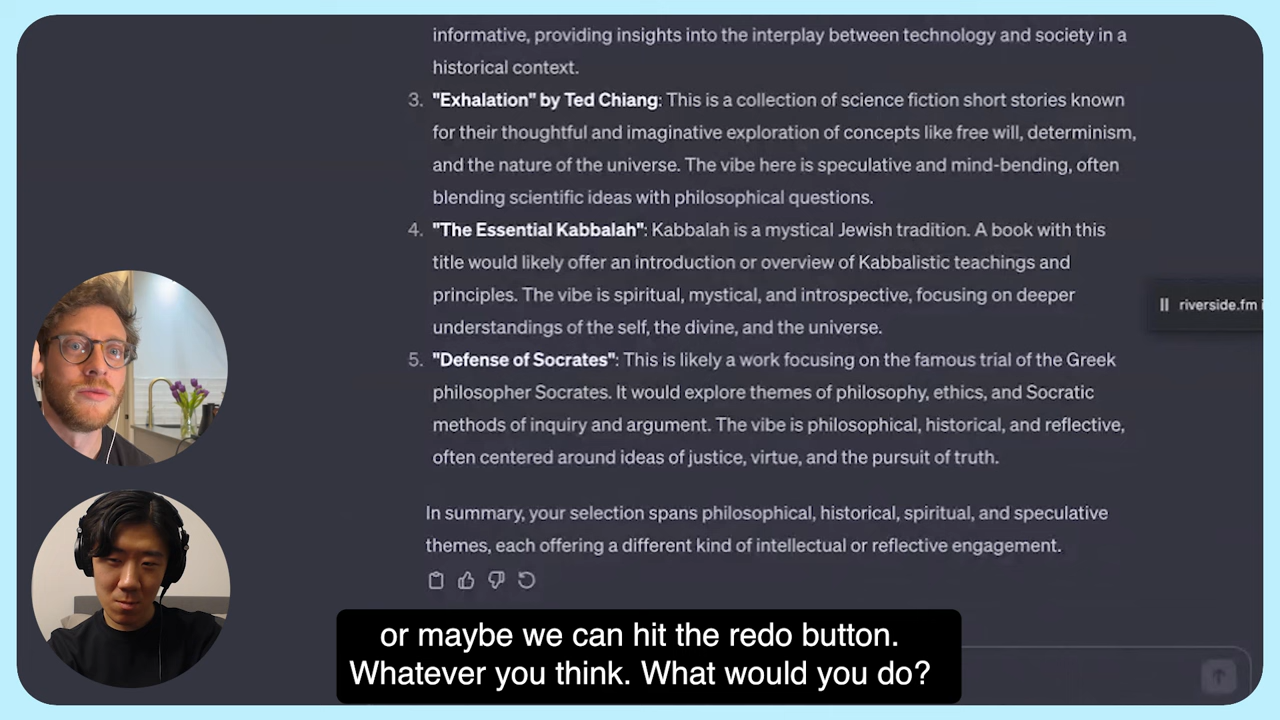 informative, providing insights into the interplay between technology and society in a
historical context.
3. "Exhalation" by Ted Chiang: This is a collection of science fiction short stories known
for their thoughtful and imaginative exploration of concepts like free will, determinism,
and the nature of the universe. The vibe here is speculative and mind-bending, often
blending scientific ideas with philosophical questions.
4. "The Essential Kabbalah": Kabbalah is a mystical Jewish tradition. A book with this
title would likely offer an introduction or overview of Kabbalistic teachings and
principles. The vibe is spiritual, mystical, and introspective, focusing on deeper
understandings of the self, the divine, and the universe.
riverside.fm
5. "Defense of Socrates": This is likely a work focusing on the famous trial of the Greek
philosopher Socrates. It would explore themes of philosophy, ethics, and Socratic
methods of inquiry and argument. The vibe is philosophical, historical, and reflective,
often centered around ideas of justice, virtue, and the pursuit of truth.
In summary, your selection spans philosophical, historical, spiritual, and speculative
themes, each offering a different kind of intellectual or reflective engagement.
or maybe we can hit the redo button.
Whatever you think. What would you do?